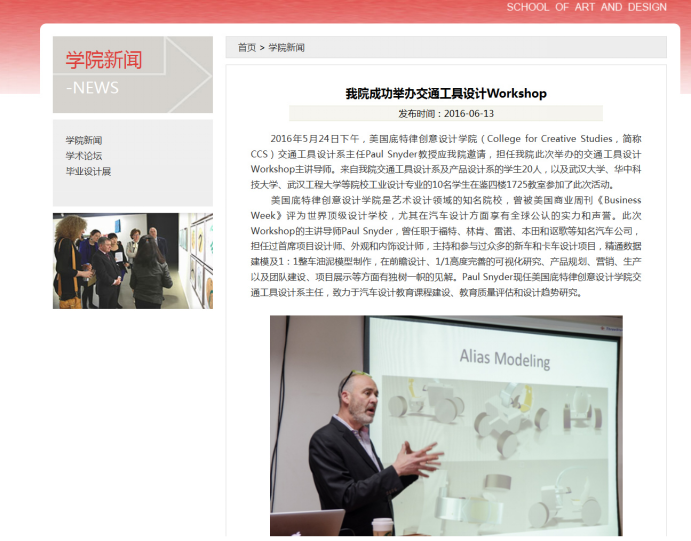 SCHOOL OF ART AND DESIGN
学院新闻
-NEWS
首页 > 学院新闻
学院新闻
学术论坛
毕业设计展
我院成功举办交通工具设计Workshop
发布时间：2016-06-13
2016年5月24日下午，美国底特律创意设计学院（College for Creative Studies，简称
CCS）交通工具设计系主任Paul Snyder教授应我院邀请，担任我院此次举办的交通工具设计
Workshop主讲导师。来自我院交通工具设计系及产品设计系的学生20人，以及武汉大学、华中科
技大学、武汉工程大学等院校工业设计专业的10名学生在鉴四楼1725教室参加了此次活动。
美国底特律创意设计学院是艺术设计领域的知名院校，曾被美国商业周刊《Business
Week》评为世界顶级设计学校，尤其在汽车设计方面享有全球公认的实力和声誉。此次
Workshop的主讲导师Paul Snyder，曾任职于福特、林肯、雷诺、本田和讴歌等知名汽车公司，
担任过首席项目设计师、外观和内饰设计师，主持和参与过众多的新车和卡车设计项目，精通数据
建模及1：1整车油泥模型制作，在前瞻设计、1/1高度完善的可视化研究、产品规划、营销、生产
以及团队建设、项目展示等方面有独树一帜的见解。Paul Snyder现任美国底特律创意设计学院交
通工具设计系主任，致力于汽车设计教育课程建设、教育质量评估和设计趋势研究。
Alias Modeling